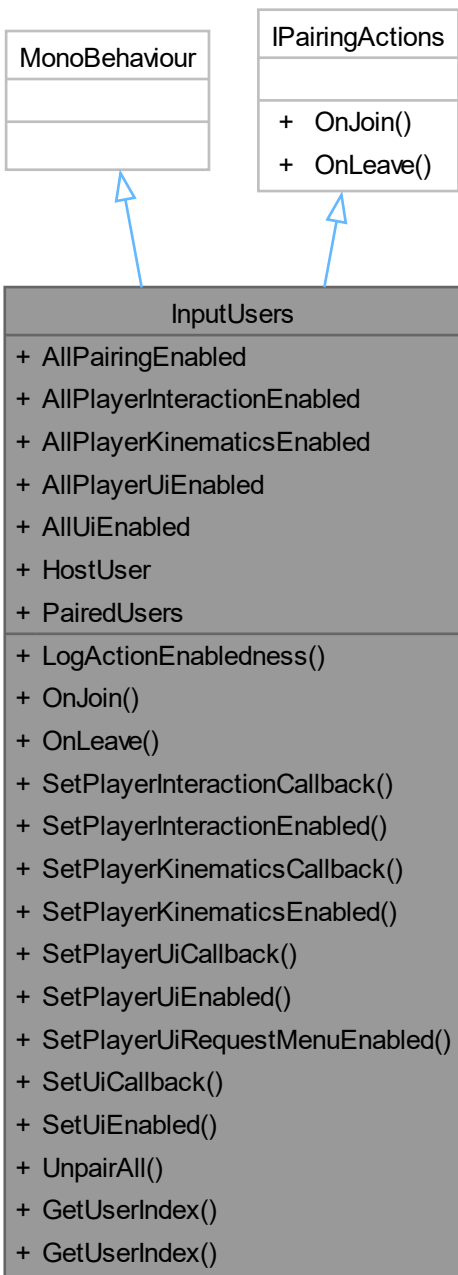 MonoBehaviour
IPairingActions
+ OnJoin()
+ OnLeave()
InputUsers
+ AllPairingEnabled
+ AllPlayerInteractionEnabled
+ AllPlayerKinematicsEnabled
+ AllPlayerUiEnabled
+ AllUiEnabled
+ HostUser
+ PairedUsers
+ LogActionEnabledness()
+ OnJoin()
+ OnLeave()
+ SetPlayerInteractionCallback()
+ SetPlayerInteractionEnabled()
+ SetPlayerKinematicsCallback()
+ SetPlayerKinematicsEnabled()
+ SetPlayerUiCallback()
+ SetPlayerUiEnabled()
+ SetPlayerUiRequestMenuEnabled()
+ SetUiCallback()
+ SetUiEnabled()
+ UnpairAll()
+ GetUserIndex()
+ GetUserIndex()